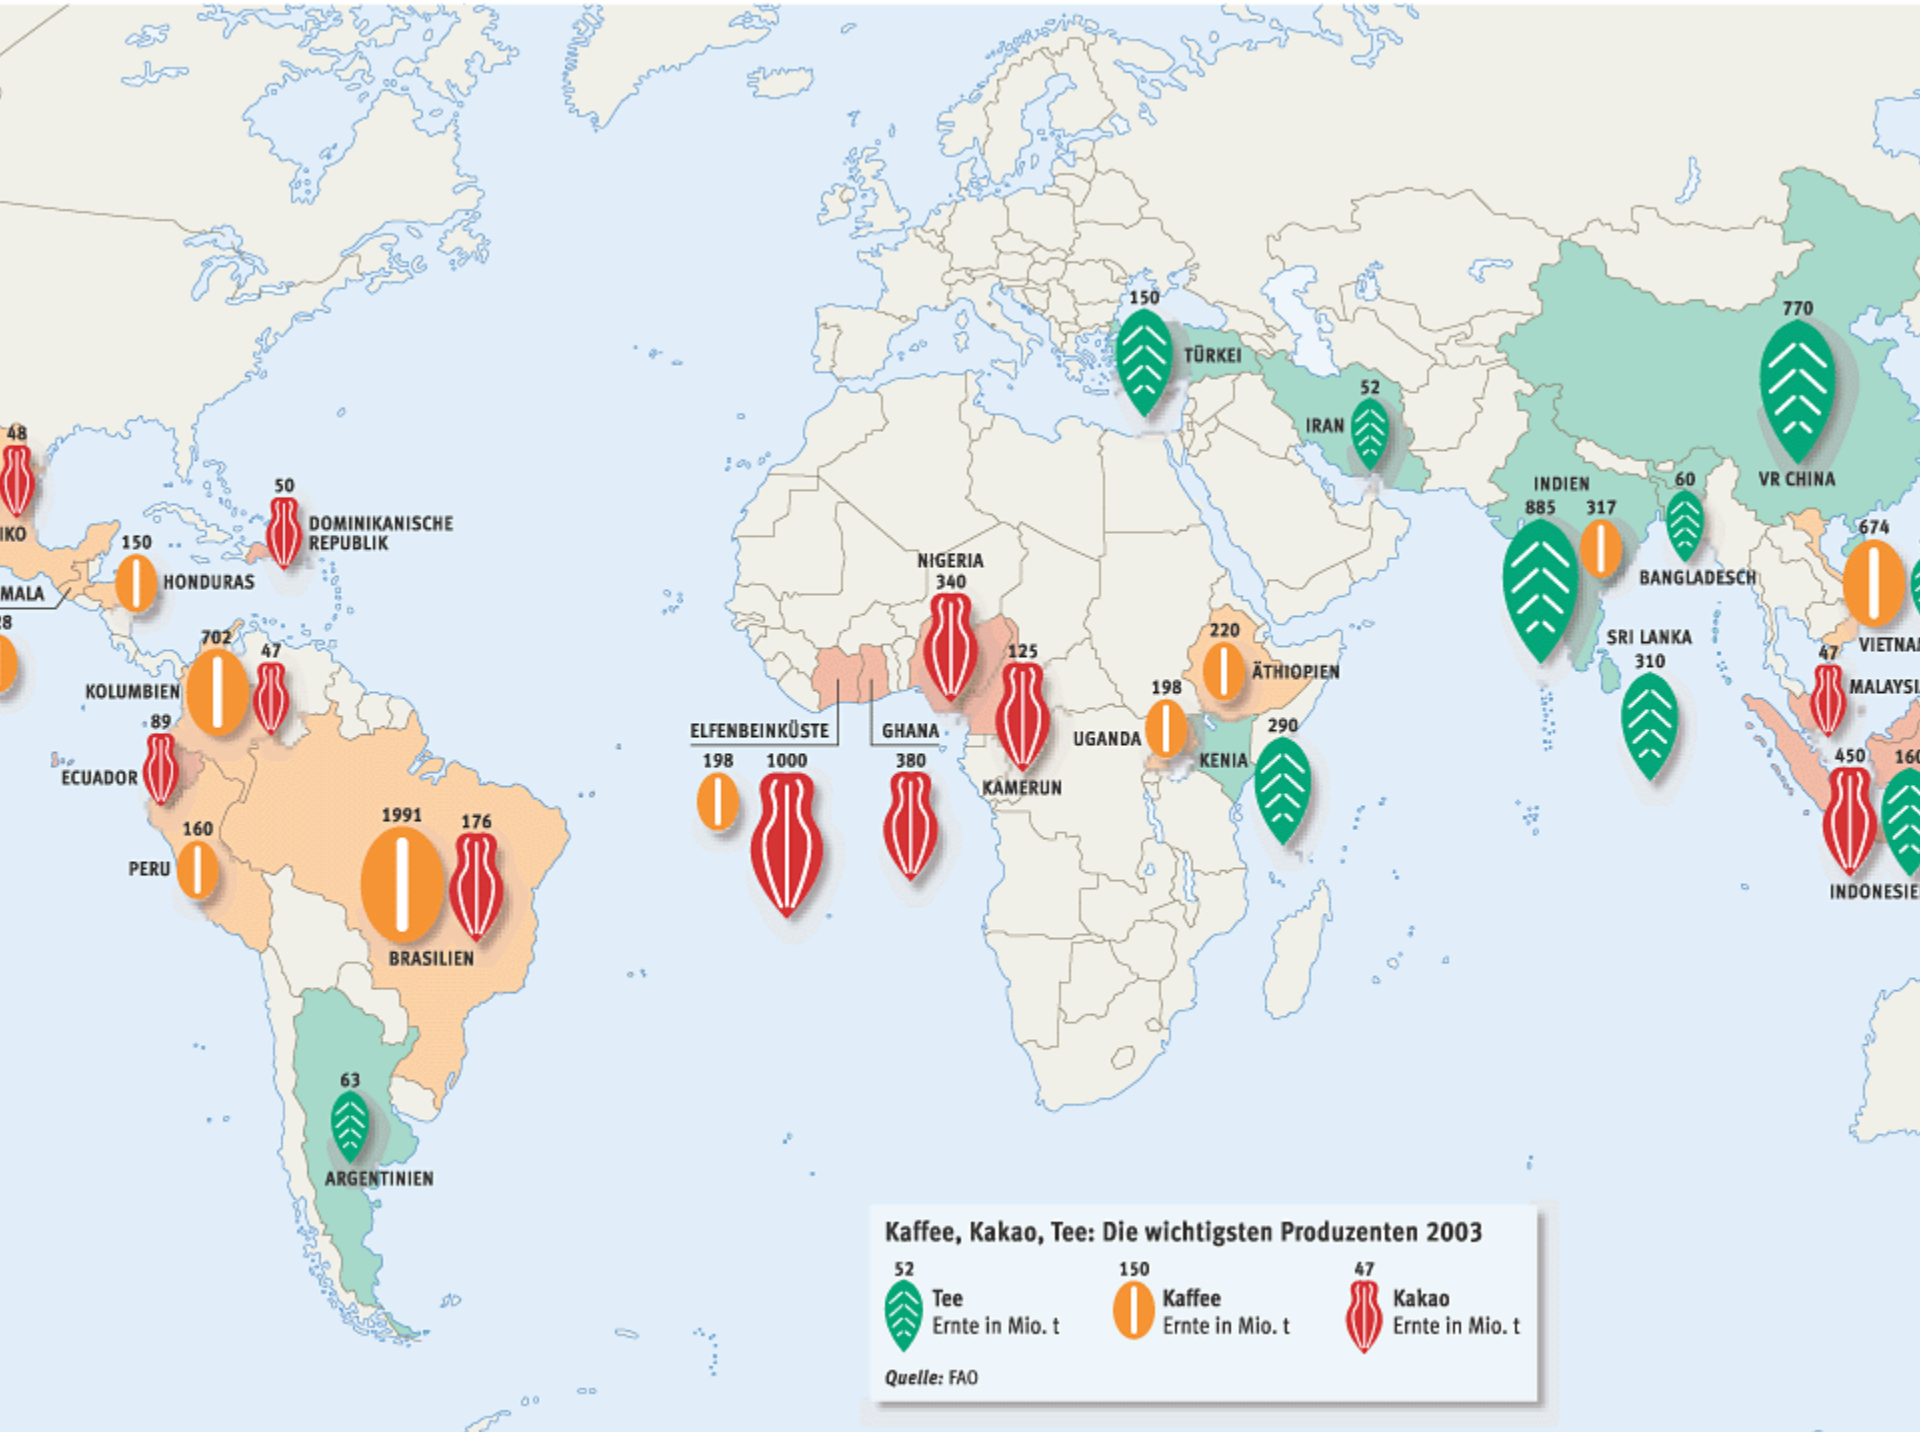 48
IKO
150
HONDURAS
MALA
28
50
DOMINIKANISCHE
REPUBLIK
702
47
KOLUMBIEN
89
ECUADOR
160
PERU
1991
176
BRASILIEN
63
ARGENTINIEN
150
TÜRKEI
52
IRAN
770
VR CHINA
INDIEN
885
317
60
BANGLADESCH
674
VIETNA
SRI LANKA
310
47
MALAYSI
450
160
INDONESIE
NIGERIA
340
125
KAMERUN
220
ÄTHIOPIEN
198
UGANDA
290
KENIA
ELFENBEINKÜSTE
198
1000
GHANA
380
Kaffee, Kakao, Tee: Die wichtigsten Produzenten 2003
52
Tee
Ernte in Mio. t
150
Kaffee
Ernte in Mio. t
47
Kakao
Ernte in Mio. t
Quelle: FAO